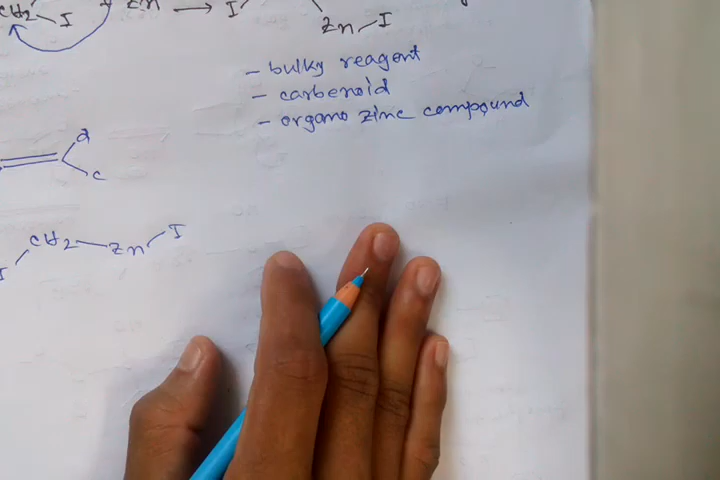 CH2-I + Zn → I
Zn-I
- bulky reagent
- carbenoid
- organo zinc compound
d
c
I CH2-Zn-I